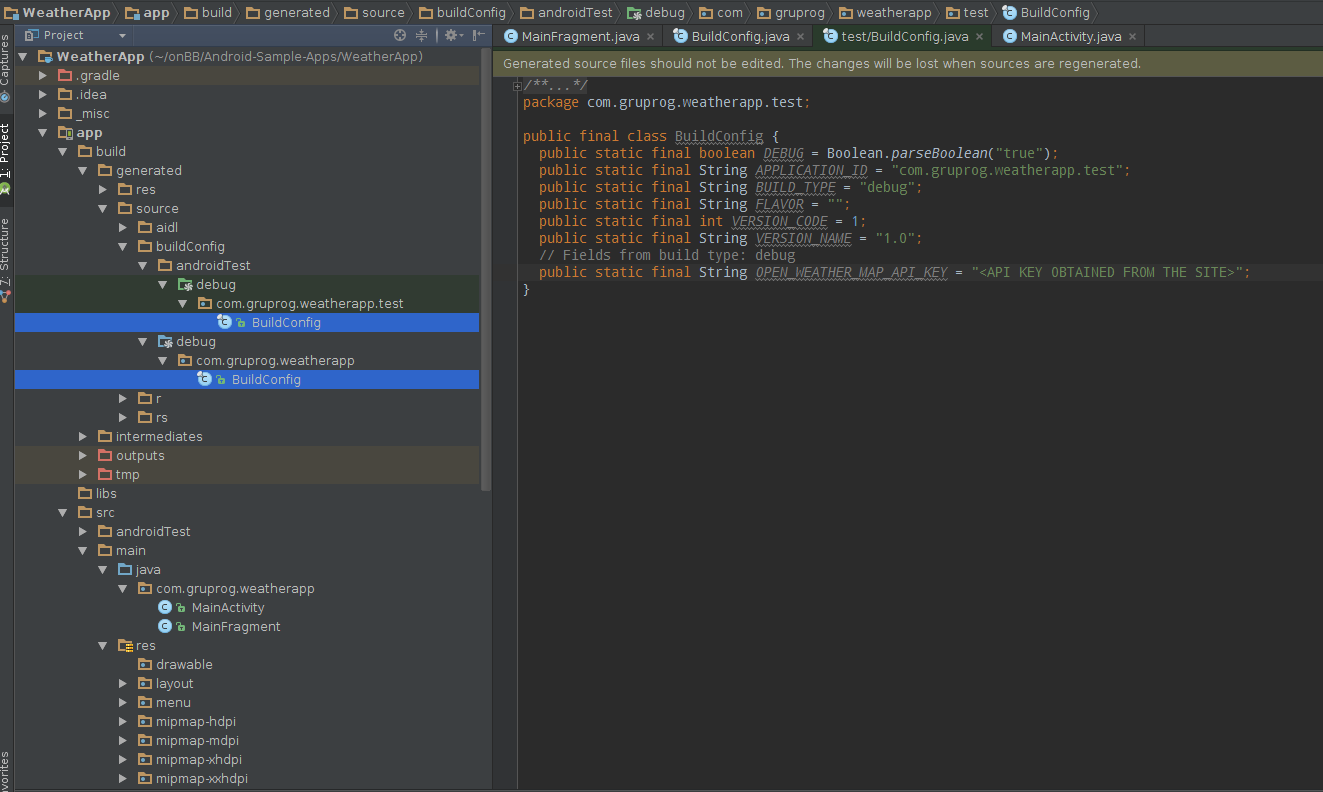 WeatherApp app build generated source buildConfig androidTest debug com gruprog weatherapp test BuildConfig
Captures
1: Project
Z: Structure
Project
WeatherApp (~/onBB/Android-Sample-Apps/WeatherApp)
.gradle
.idea
_misc
app
build
generated
res
source
aidl
buildConfig
androidTest
debug
com.gruprog.weatherapp.test
BuildConfig
debug
com.gruprog.weatherapp
BuildConfig
r
rs
intermediates
outputs
tmp
libs
src
androidTest
main
java
com.gruprog.weatherapp
MainActivity
MainFragment
res
drawable
layout
menu
mipmap-hdpi
mipmap-mdpi
mipmap-xhdpi
mipmap-xxhdpi
MainFragment.java × BuildConfig.java × test/BuildConfig.java × MainActivity.java ×
Generated source files should not be edited. The changes will be lost when sources are regenerated.
/**...*/
package com.gruprog.weatherapp.test;
public final class BuildConfig {
public static final boolean DEBUG = Boolean.parseBoolean("true");
public static final String APPLICATION_ID = "com.gruprog.weatherapp.test";
public static final String BUILD_TYPE = "debug";
public static final String FLAVOR = "";
public static final int VERSION_CODE = 1;
public static final String VERSION_NAME = "1.0";
// Fields from build type: debug
public static final String OPEN_WEATHER_MAP_API_KEY = "<API KEY OBTAINED FROM THE SITE>";
}